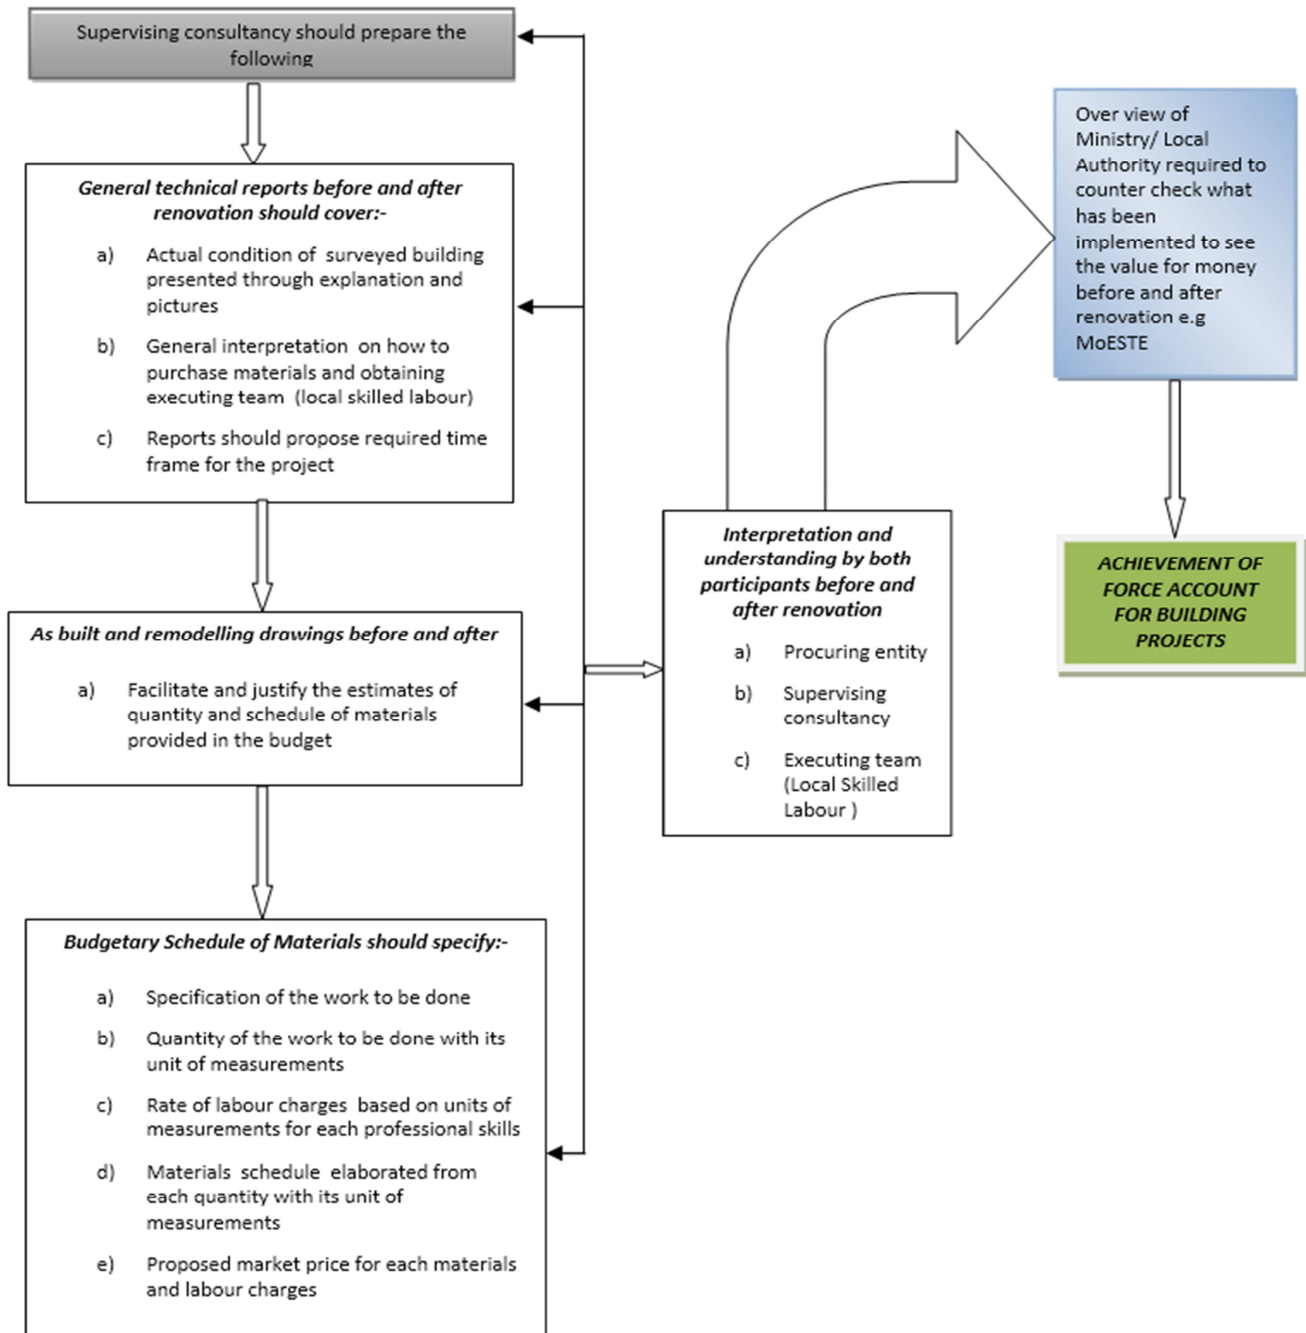 Supervising consultancy should prepare the
following
General technical reports before and after
renovation should cover:-
a) Actual condition of surveyed building
presented through explanation and
pictures
b) General interpretation on how to
purchase materials and obtaining
executing team (local skilled labour)
c) Reports should propose required time
frame for the project
As built and remodelling drawings before and after
a) Facilitate and justify the estimates of
quantity and schedule of materials
provided in the budget
Budgetary Schedule of Materials should specify:-
a) Specification of the work to be done
b) Quantity of the work to be done with its
unit of measurements
c) Rate of labour charges based on units of
measurements for each professional skills
d) Materials schedule elaborated from
each quantity with its unit of
measurements
e) Proposed market price for each materials
and labour charges
Interpretation and
understanding by both
participants before and
after renovation
a) Procuring entity
b) Supervising
consultancy
c) Executing team
(Local Skilled
Labour )
Over view of
Ministry/ Local
Authority required to
counter check what
has been
implemented to see
the value for money
before and after
renovation e.g
MoESTE
ACHIEVEMENT OF
FORCE ACCOUNT
FOR BUILDING
PROJECTS